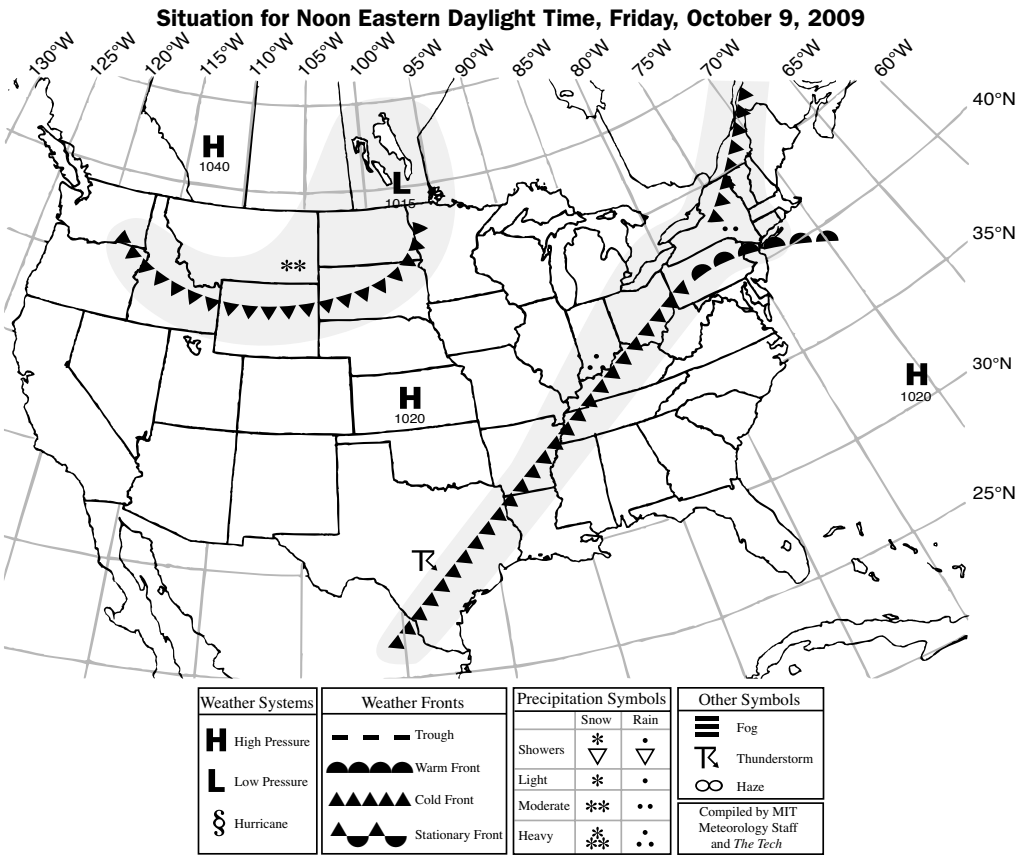 Situation for Noon Eastern Daylight Time, Friday, October 9, 2009
130°W 125°W 120°W 115°W 110°W 105°W 100°W 95°W 90°W 85°W 80°W 75°W 70°W 65°W 60°W
40°N
H
1040
L
1015
35°N
**
30°N
H
1020
H
1020
25°N
Weather Systems
H High Pressure
L Low Pressure
§ Hurricane
Weather Fronts
Trough
Warm Front
Cold Front
Stationary Front
Precipitation Symbols
Snow Rain
Showers
Light
Moderate
Heavy
Other Symbols
Fog
Thunderstorm
Haze
Compiled by MIT
Meteorology Staff
and The Tech